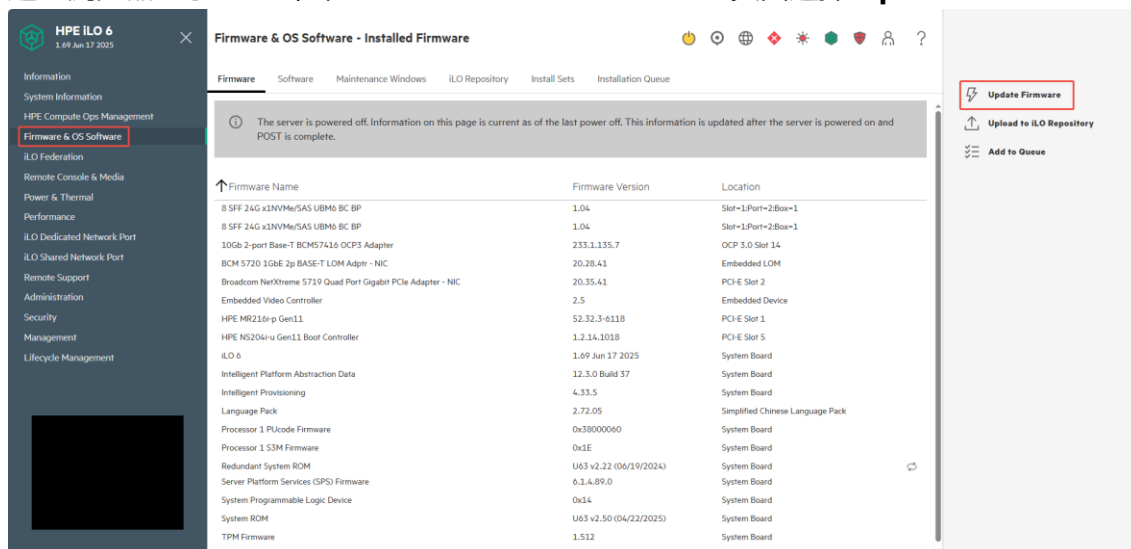 HPE iLO 6
1.69 Jun 17 2025
Firmware & OS Software - Installed Firmware
Information
System Information
HPE Compute Ops Management
Firmware & OS Software
iLO Federation
Remote Console & Media
Power & Thermal
Performance
iLO Dedicated Network Port
iLO Shared Network Port
Remote Support
Administration
Security
Management
Lifecycle Management
Firmware Software Maintenance Windows iLO Repository Install Sets Installation Queue
The server is powered off. Information on this page is current as of the last power off. This information is updated after the server is powered on and
POST is complete.
Firmware Name Firmware Version Location
8 SFF 24G x1NVMe/SAS UBM6 BC BP 1.04 Slot=1:Port=2:Box=1
8 SFF 24G x1NVMe/SAS UBM6 BC BP 1.04 Slot=1:Port=2:Box=1
10Gb 2-port Base-T BCM57416 OCP3 Adapter 233.1.135.7 OCP 3.0 Slot 14
BCM 5720 1GbE 2p BASE-T LOM Adptr - NIC 20.28.41 Embedded LOM
Broadcom NetXtreme 5719 Quad Port Gigabit PCIe Adapter - NIC 20.35.41 PCI-E Slot 2
Embedded Video Controller 2.5 Embedded Device
HPE MR216i-p Gen11 52.32.3-6118 PCI-E Slot 1
HPE NS204i-u Gen11 Boot Controller 1.2.14.1018 PCI-E Slot 5
iLO 6 1.69 Jun 17 2025 System Board
Intelligent Platform Abstraction Data 12.3.0 Build 37 System Board
Intelligent Provisioning 4.33.5 System Board
Language Pack 2.72.05 Simplified Chinese Language Pack
Processor 1 PUcode Firmware 0x38000060 System Board
Processor 1 S3M Firmware 0x1E System Board
Redundant System ROM U63 v2.22 (06/19/2024) System Board
Server Platform Services (SPS) Firmware 6.1.4.89.0 System Board
System Programmable Logic Device 0x14 System Board
System ROM U63 v2.50 (04/22/2025) System Board
TPM Firmware 1.512 System Board
Update Firmware
Upload to iLO Repository
Add to Queue